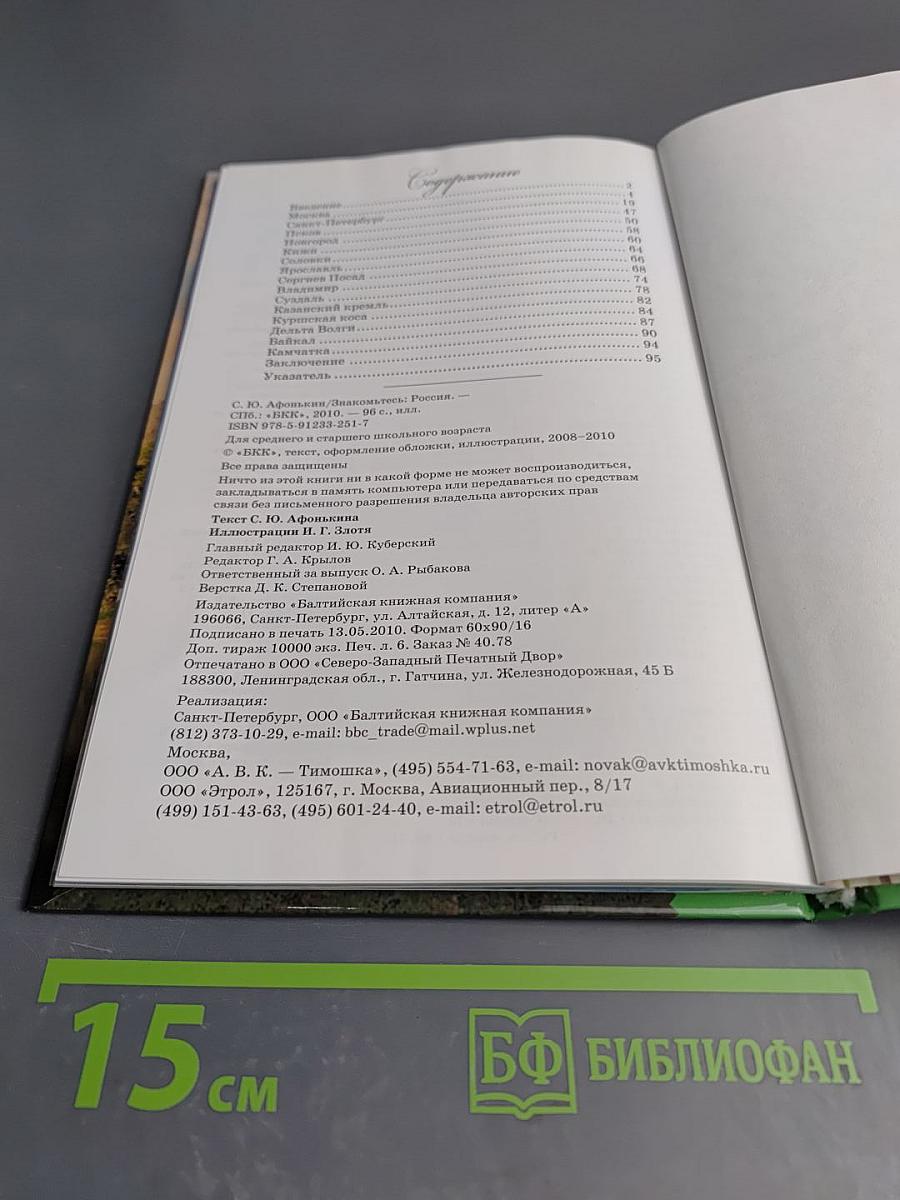 Содержание
Введение 2
Москва 4
Санкт-Петербург 19
Псков 47
Новгород 50
Кижи 58
Соловки 60
Ярославль 64
Сергиев Посад 66
Владимир 68
Суздаль 74
Казанский кремль 78
Куршская коса 82
Дельта Волги 84
Байкал 87
Камчатка 90
Заключение 94
Указатель 95
С. Ю. Афонькин/Знакомьтесь: Россия. —
СПб.: «БКК», 2010. — 96 с., илл.
ISBN 978-5-91233-251-7
Для среднего и старшего школьного возраста
© «БКК», текст, оформление обложки, иллюстрации, 2008–2010
Все права защищены
Ничто из этой книги ни в какой форме не может воспроизводиться,
закладываться в память компьютера или передаваться по средствам
связи без письменного разрешения владельца авторских прав
Текст С. Ю. Афонькина
Иллюстрации И. Г. Злотя
Главный редактор И. Ю. Куберский
Редактор Г. А. Крылов
Ответственный за выпуск О. А. Рыбакова
Верстка Д. К. Степановой
Издательство «Балтийская книжная компания»
196066, Санкт-Петербург, ул. Алтайская, д. 12, литер «А»
Подписано в печать 13.05.2010. Формат 60х90/16
Доп. тираж 10000 экз. Печ. л. 6. Заказ № 40.78
Отпечатано в ООО «Северо-Западный Печатный Двор»
188300, Ленинградская обл., г. Гатчина, ул. Железнодорожная, 45 Б
Реализация:
Санкт-Петербург, ООО «Балтийская книжная компания»
(812) 373-10-29, e-mail: bbc_trade@mail.wplus.net
Москва,
ООО «А. В. К. — Тимошка», (495) 554-71-63, e-mail: novak@avktimoshka.ru
ООО «Этрол», 125167, г. Москва, Авиационный пер., 8/17
(499) 151-43-63, (495) 601-24-40, e-mail: etrol@etrol.ru
15 см
БФ БИБЛИОФАН